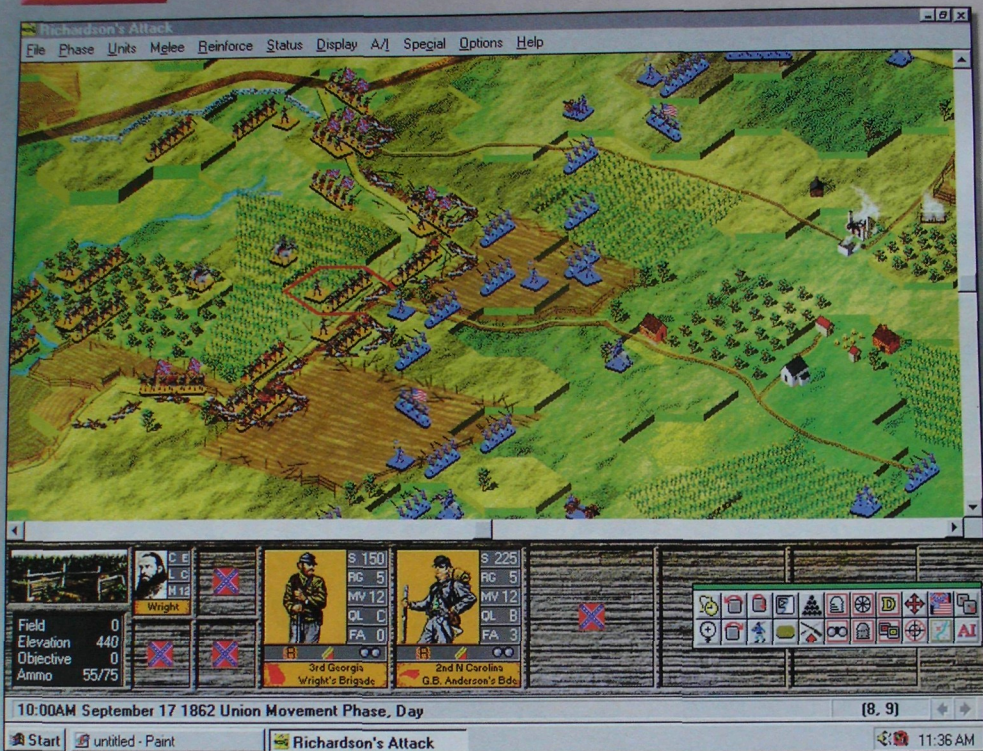 Richardson's Attack
File Phase Units Melee Reinforce Status Display A/I Special Options Help
C E
L C
M 12
Wright
S 150
RG 5
MV 12
QL C
FA 0
R
3rd Georgia
Wright's Brigade
S 225
RG 5
MV 12
QL B
FA 3
R
2nd N Carolina
G.B. Anderson's Bde
Field 0
Elevation 440
Objective 0
Ammo 55/75
D
AI
10:00AM September 17 1862 Union Movement Phase, Day (8, 9)
Start untitled - Paint Richardson's Attack 11:36 AM